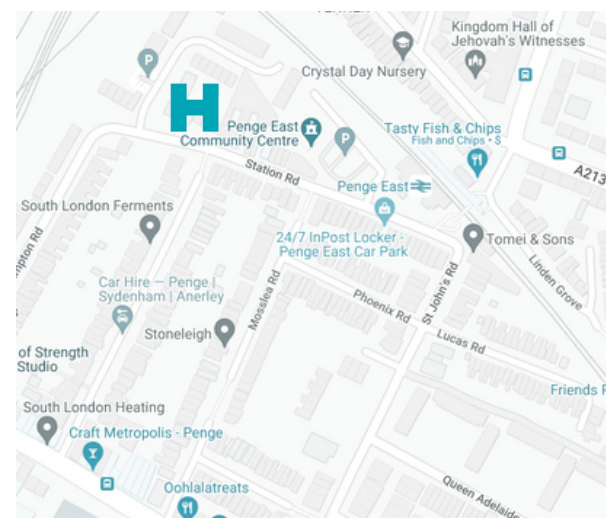 Kingdom Hall of
Jehovah's Witnesses
P
Crystal Day Nursery
H
Penge East
Community Centre
P
Tasty Fish & Chips
Fish and Chips • $
Station Rd
A213
Penge East
South London Ferments
24/7 InPost Locker -
Penge East Car Park
Tomei & Sons
Linden Grove
Car Hire – Penge |
Sydenham | Anerley
Mosslea Rd
Phoenix Rd
St John's Rd
Stoneleigh
Lucas Rd
of Strength
Studio
Friends
South London Heating
Craft Metropolis - Penge
Oohlalatreats
Queen Adelaide